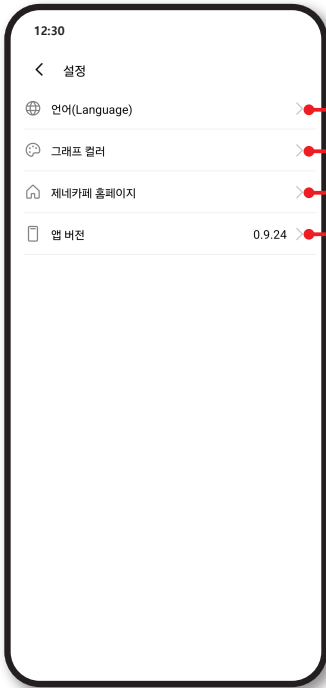 12:30
설정
언어(Language)
그래프 컬러
제네카페 홈페이지
앱 버전 0.9.24